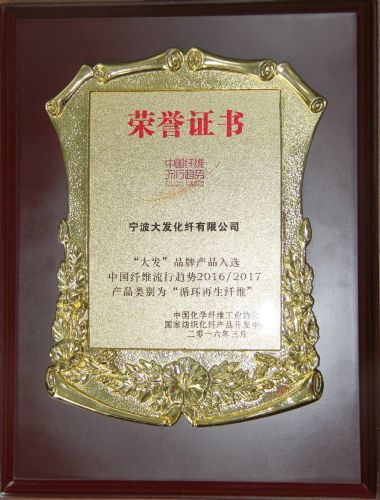 荣誉证书
中国纤维
流行趋势
宁波大发化纤有限公司
“大发”品牌产品入选
中国纤维流行趋势2016/2017
产品类别为“循环再生纤维”
中国化学纤维工业协会
国家纺织化纤产品开发中
二零一六年三月